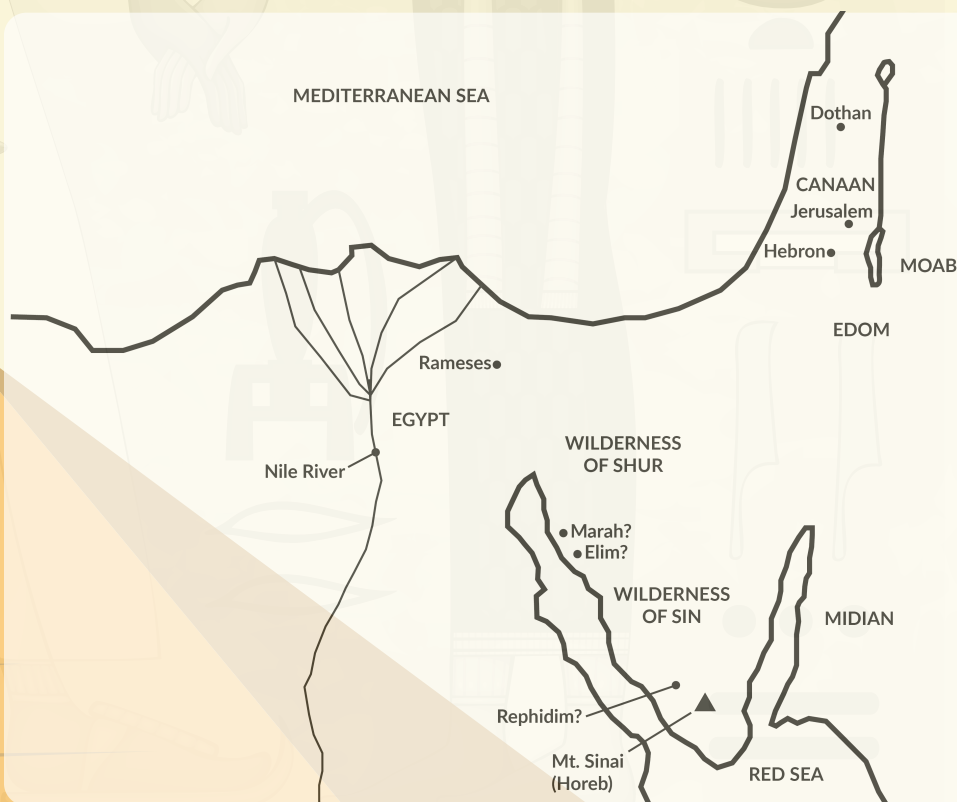 MEDITERRANEAN SEA
Dothan
CANAAN
Jerusalem
Hebron
MOAB
EDOM
Rameses
EGYPT
WILDERNESS
OF SHUR
Nile River
Marah?
Elim?
WILDERNESS
OF SIN
MIDIAN
Rephidim?
Mt. Sinai
(Horeb)
RED SEA